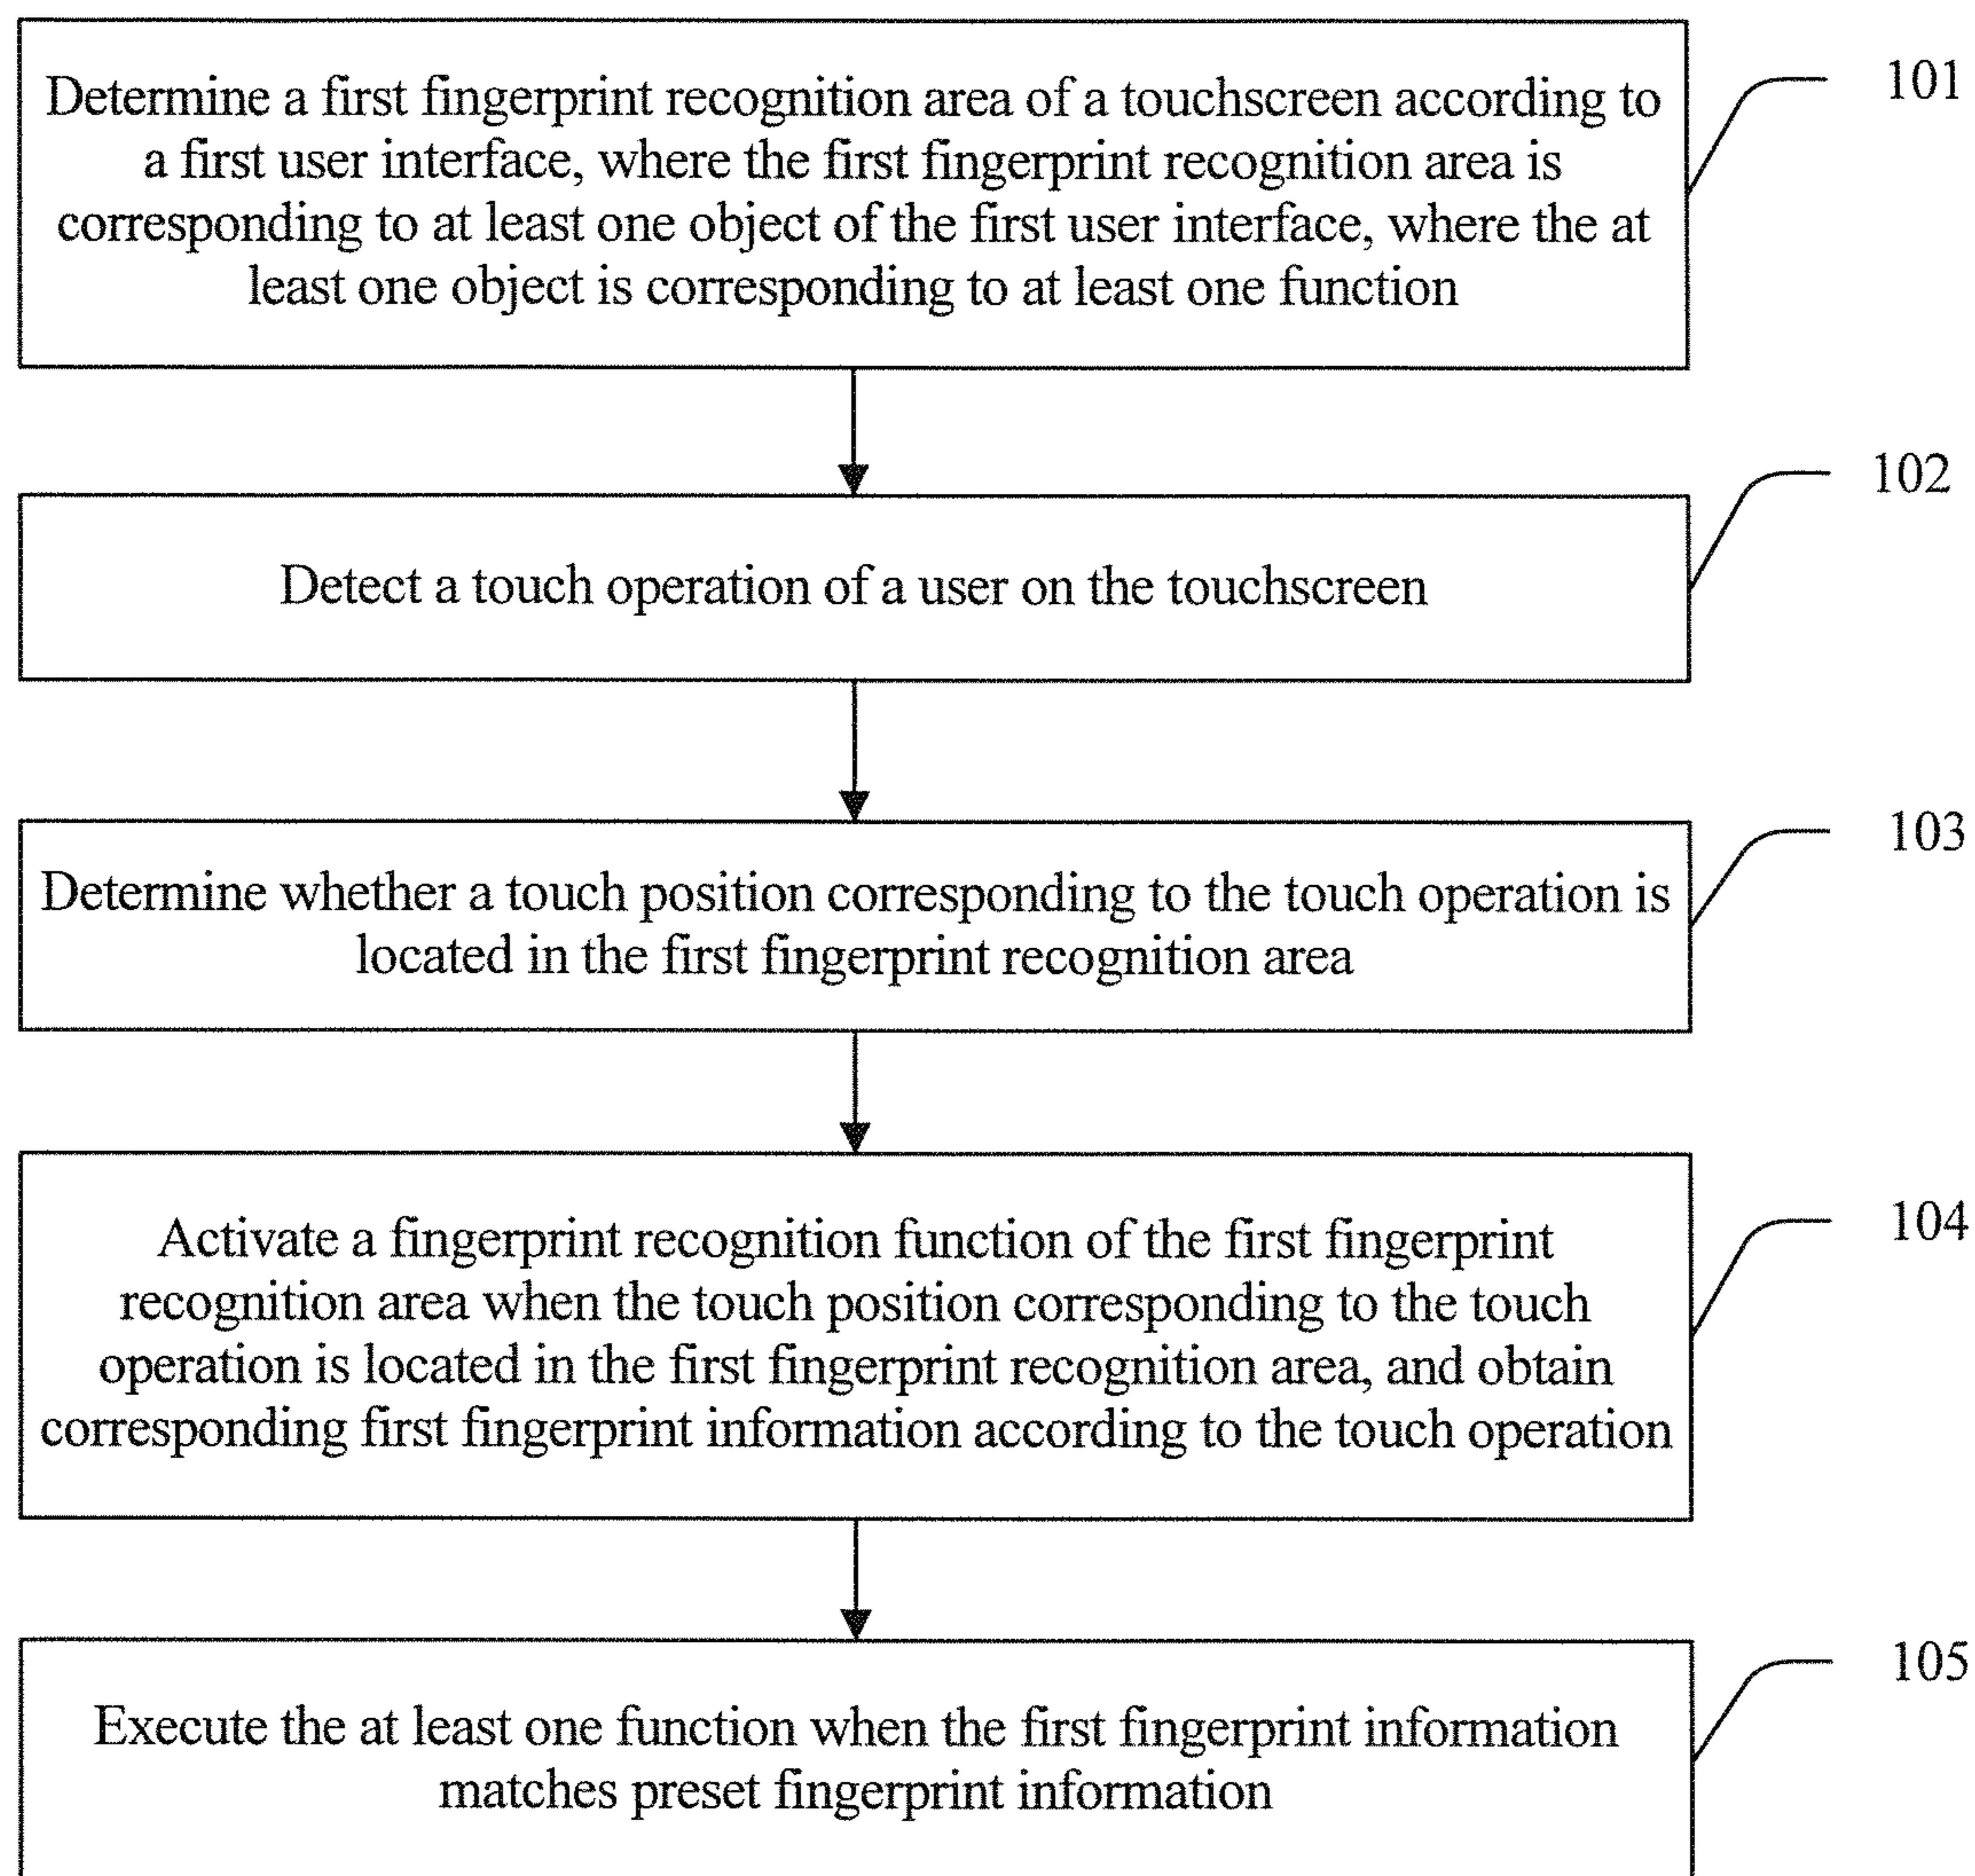 Determine a first fingerprint recognition area of a touchscreen according to
a first user interface, where the first fingerprint recognition area is
corresponding to at least one object of the first user interface, where the at
least one object is corresponding to at least one function
101
Detect a touch operation of a user on the touchscreen
102
Determine whether a touch position corresponding to the touch operation is
located in the first fingerprint recognition area
103
Activate a fingerprint recognition function of the first fingerprint
recognition area when the touch position corresponding to the touch
operation is located in the first fingerprint recognition area, and obtain
corresponding first fingerprint information according to the touch operation
104
Execute the at least one function when the first fingerprint information
matches preset fingerprint information
105